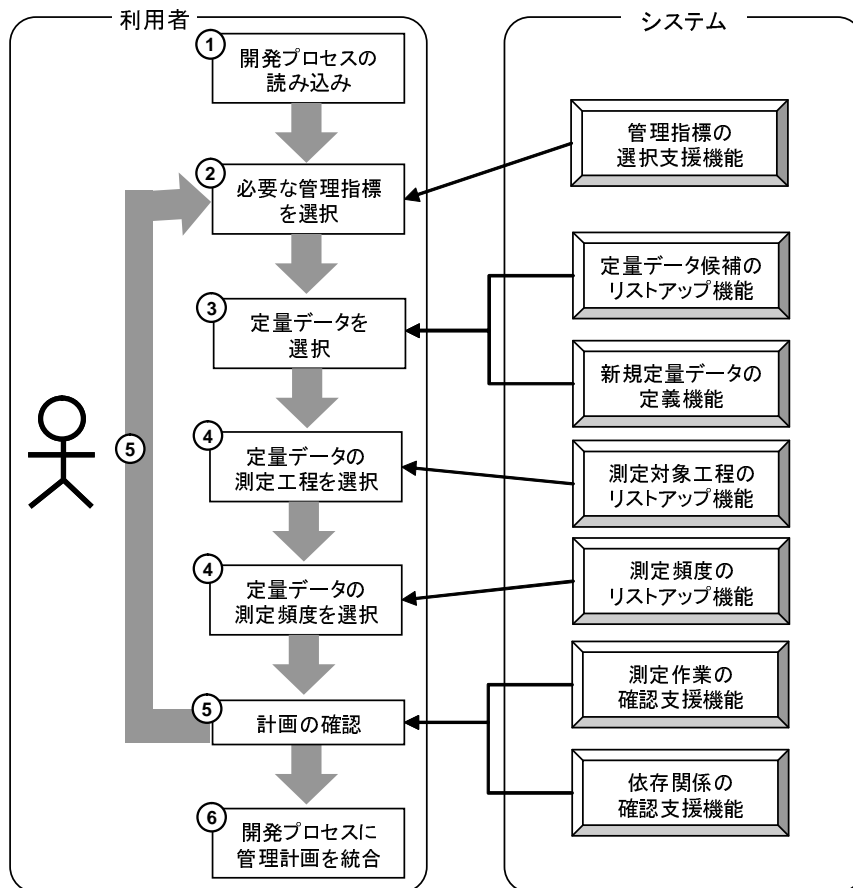 利用者
①
開発プロセスの
読み込み
②
必要な管理指標
を選択
③
定量データを
選択
④
定量データの
測定工程を選択
⑤
④
定量データの
測定頻度を選択
⑤
計画の確認
⑥
開発プロセスに
管理計画を統合
システム
管理指標の
選択支援機能
定量データ候補の
リストアップ機能
新規定量データの
定義機能
測定対象工程の
リストアップ機能
測定頻度の
リストアップ機能
測定作業の
確認支援機能
依存関係の
確認支援機能